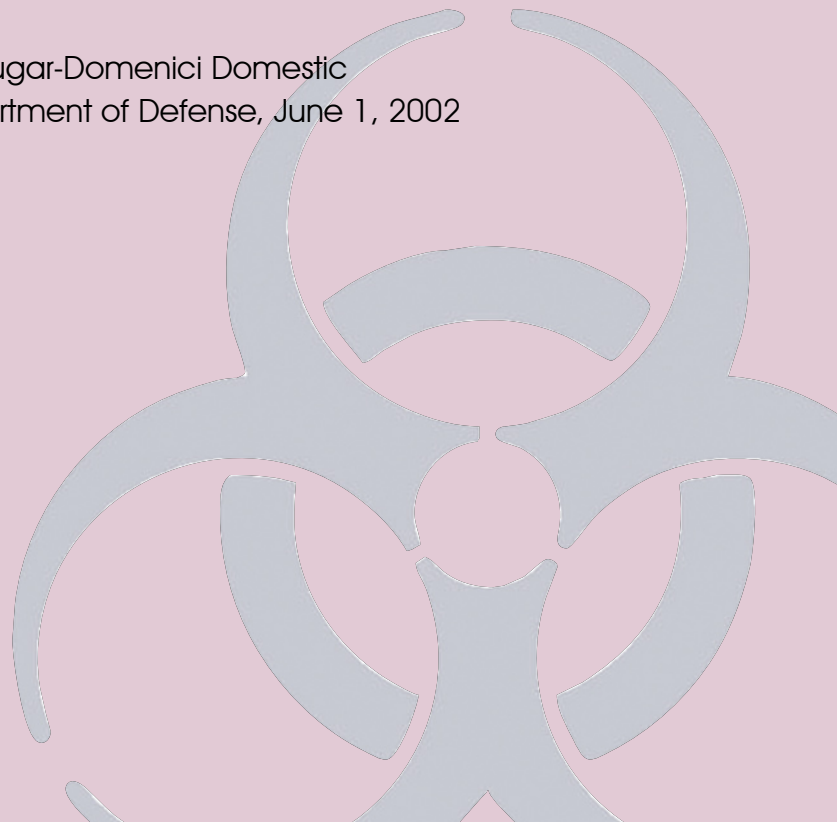 ugar-Domenici Domestic
rtment of Defense, June 1, 2002